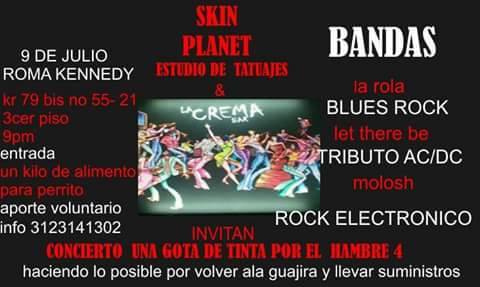 SKIN
PLANET
ESTUDIO DE TATUAJES
&
LA CREMA
BAR
INVITAN
9 DE JULIO
ROMA KENNEDY
kr 79 bis no 55- 21
3cer piso
9pm
entrada
un kilo de alimento
para perrito
aporte voluntario
info 3123141302
BANDAS
la rola
BLUES ROCK
let there be
TRIBUTO AC/DC
molosh
ROCK ELECTRONICO
CONCIERTO UNA GOTA DE TINTA POR EL HAMBRE 4
haciendo lo posible por volver ala guajira y llevar suministros